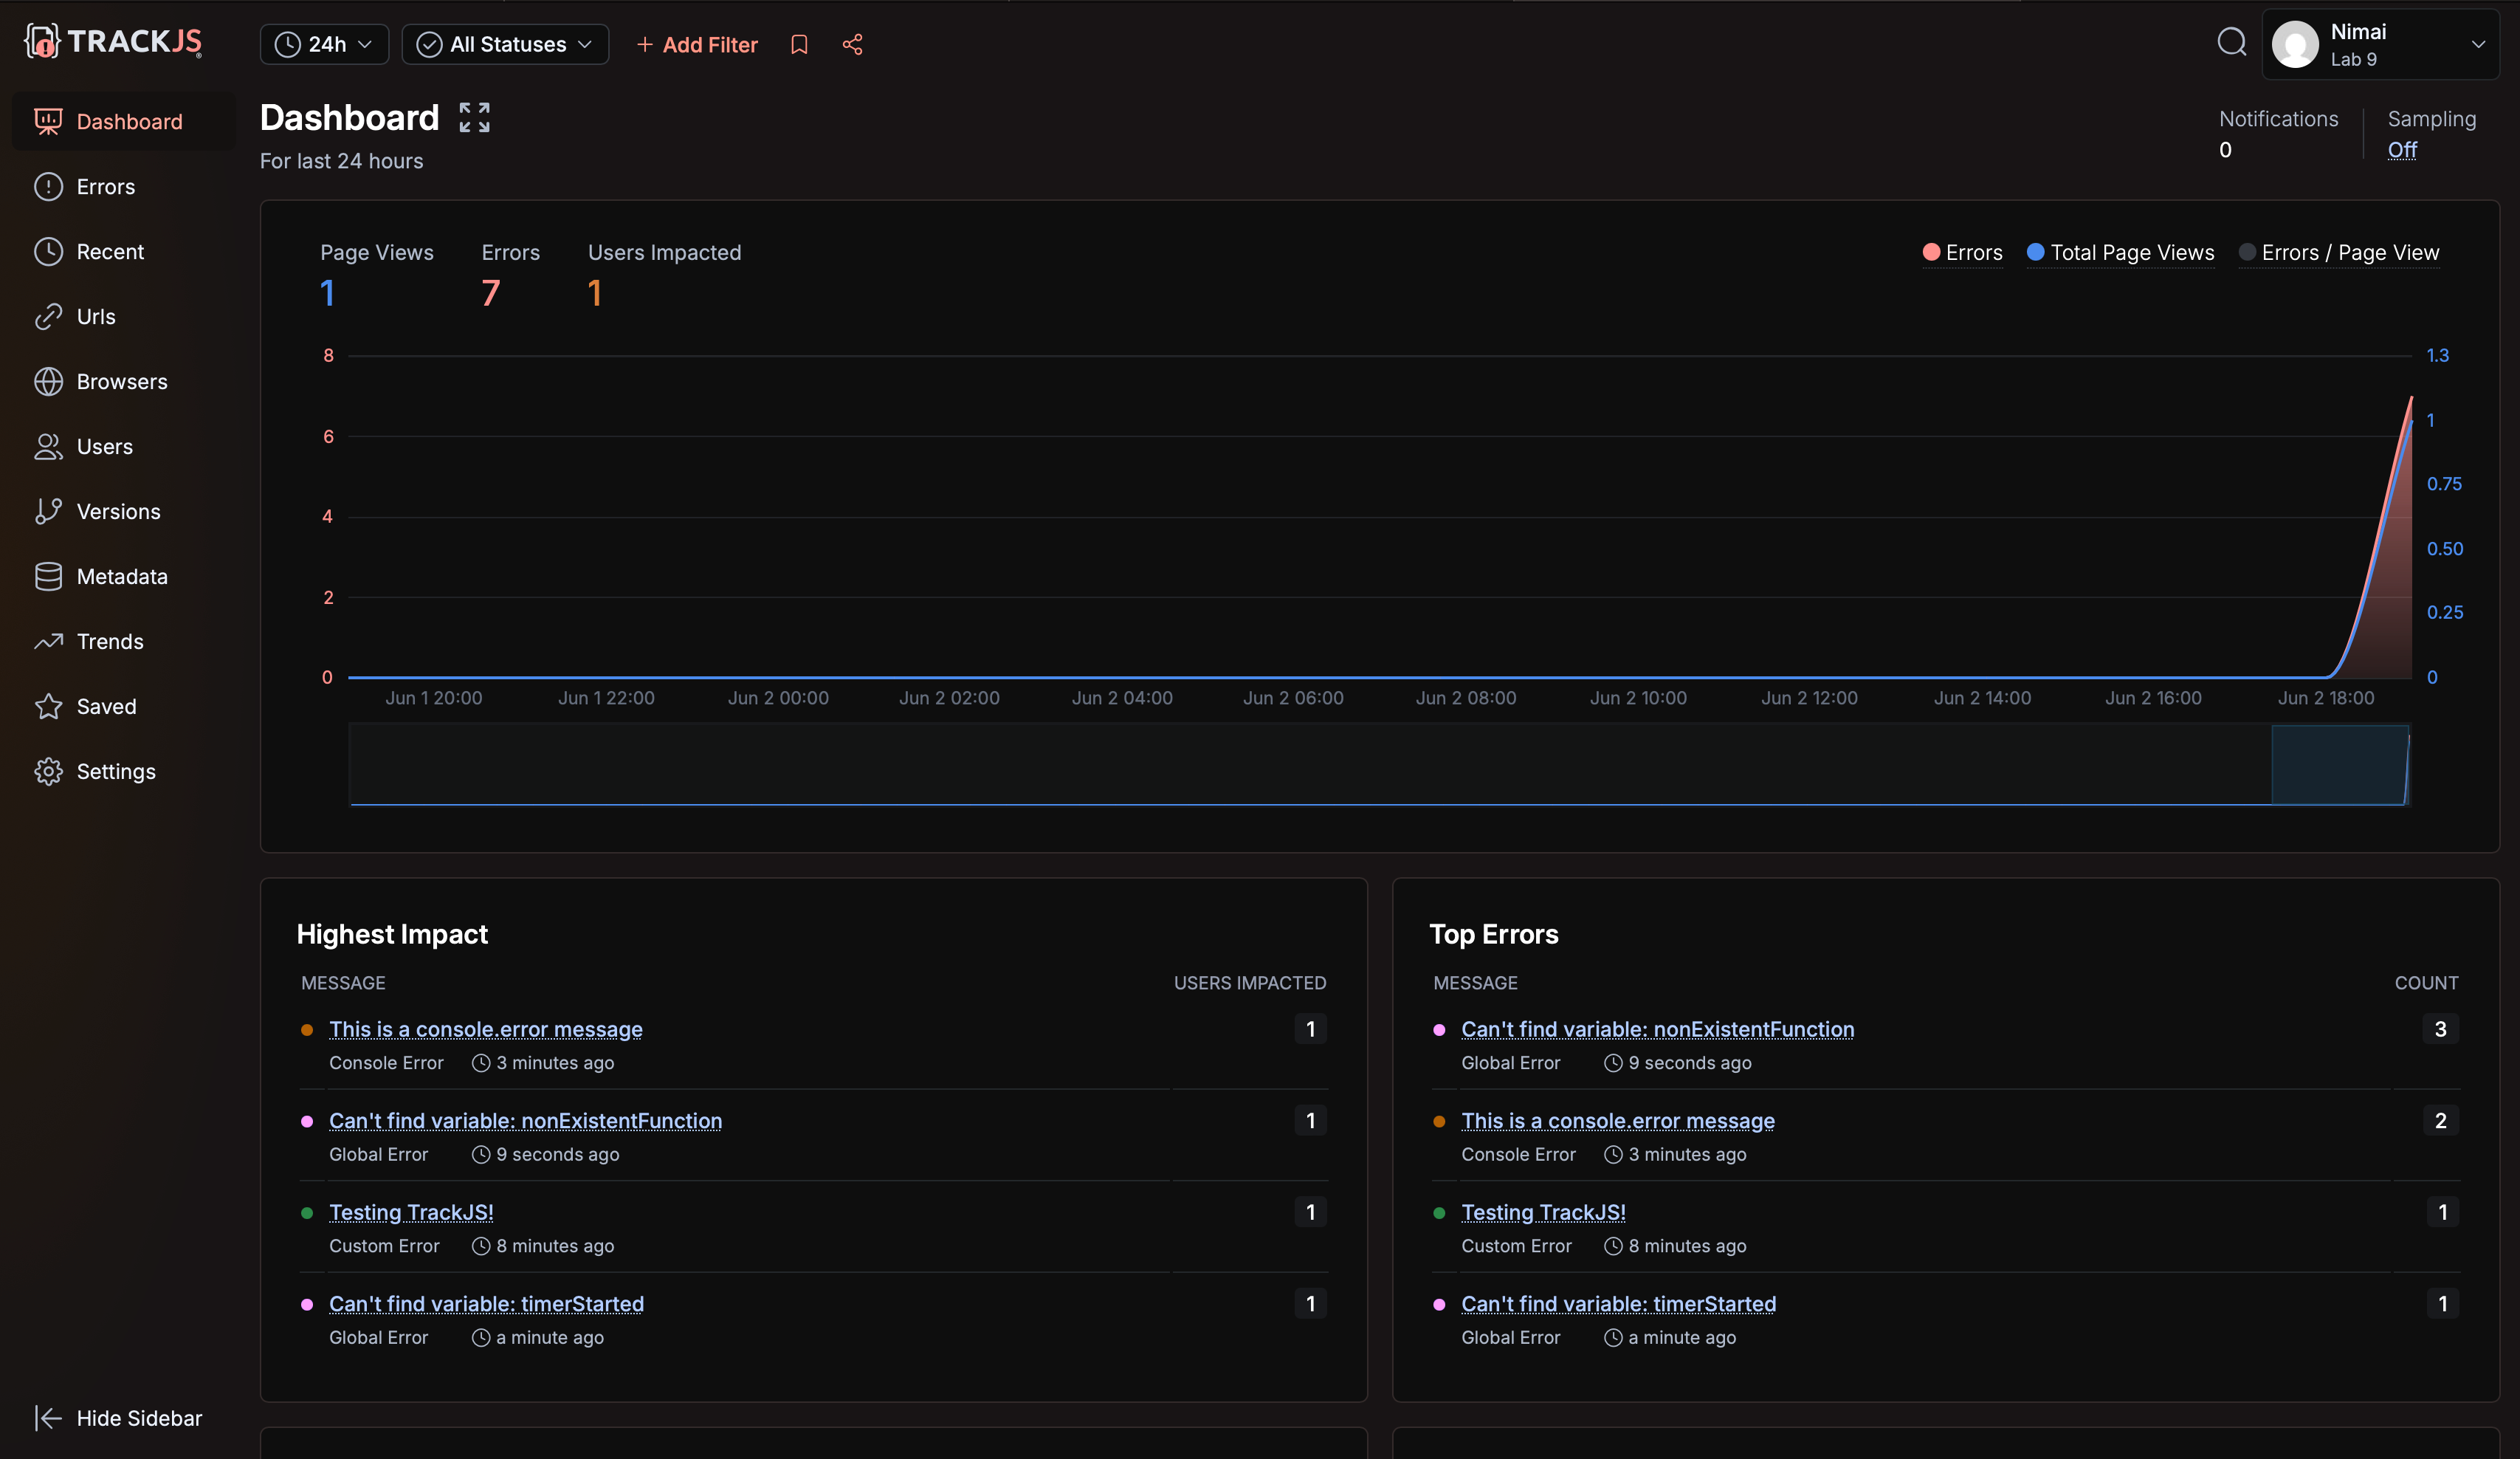 TRACKJS
24h
All Statuses
+ Add Filter
Nimai
Lab 9
Dashboard
Errors
Recent
Urls
Browsers
Users
Versions
Metadata
Trends
Saved
Settings
Hide Sidebar
Dashboard
For last 24 hours
Notifications
0
Sampling
Off
Page Views
1
Errors
7
Users Impacted
1
Errors
Total Page Views
Errors / Page View
8
6
4
2
0
1.3
1
0.75
0.50
0.25
0
Jun 1 20:00
Jun 1 22:00
Jun 2 00:00
Jun 2 02:00
Jun 2 04:00
Jun 2 06:00
Jun 2 08:00
Jun 2 10:00
Jun 2 12:00
Jun 2 14:00
Jun 2 16:00
Jun 2 18:00
Highest Impact
MESSAGE USERS IMPACTED
This is a console.error message 1
Console Error 3 minutes ago
Can't find variable: nonExistentFunction 1
Global Error 9 seconds ago
Testing TrackJS! 1
Custom Error 8 minutes ago
Can't find variable: timerStarted 1
Global Error a minute ago
Top Errors
MESSAGE COUNT
Can't find variable: nonExistentFunction 3
Global Error 9 seconds ago
This is a console.error message 2
Console Error 3 minutes ago
Testing TrackJS! 1
Custom Error 8 minutes ago
Can't find variable: timerStarted 1
Global Error a minute ago